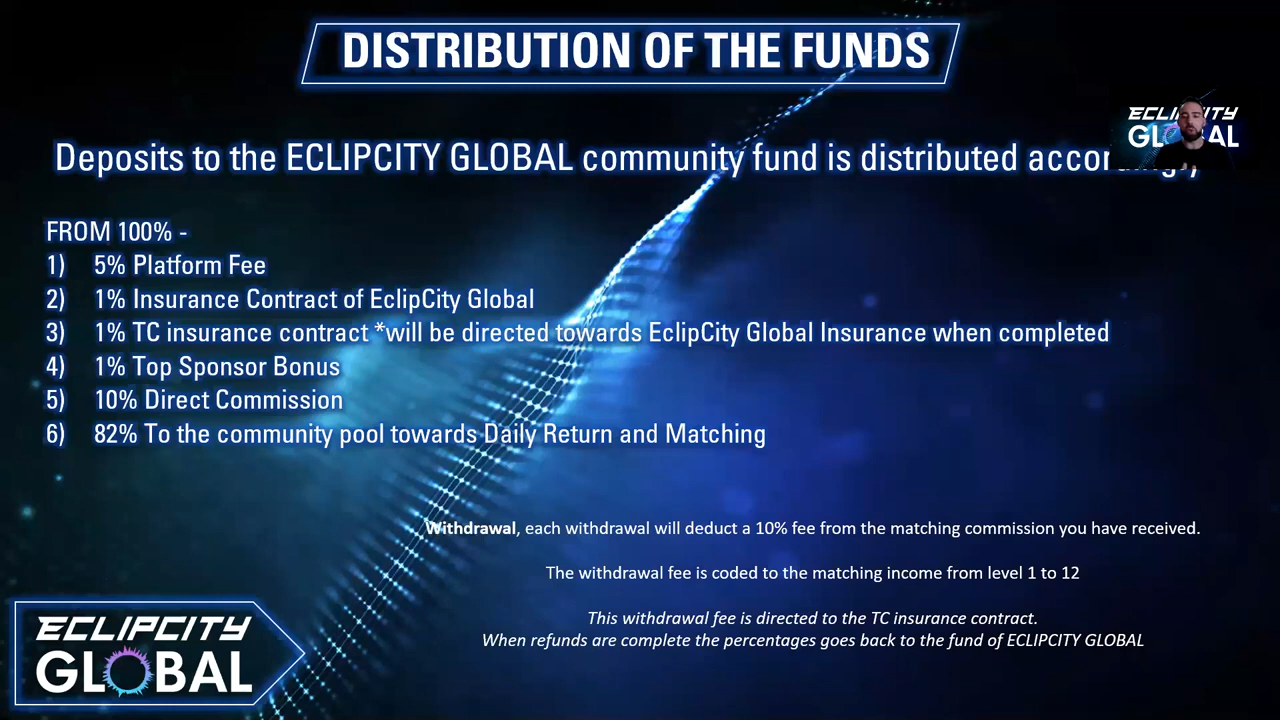 DISTRIBUTION OF THE FUNDS
ECLIPCITY
GLOBAL
Deposits to the ECLIPCITY GLOBAL community fund is distributed
FROM 100% -
1) 5% Platform Fee
2) 1% Insurance Contract of EclipCity Global
3) 1% TC insurance contract *will be directed towards EclipCity Global Insurance when completed
4) 1% Top Sponsor Bonus
5) 10% Direct Commission
6) 82% To the community pool towards Daily Return and Matching
Withdrawal, each withdrawal will deduct a 10% fee from the matching commission you have received.
The withdrawal fee is coded to the matching income from level 1 to 12
This withdrawal fee is directed to the TC insurance contract.
When refunds are complete the percentages goes back to the fund of ECLIPCITY GLOBAL
ECLIPCITY
GLOBAL